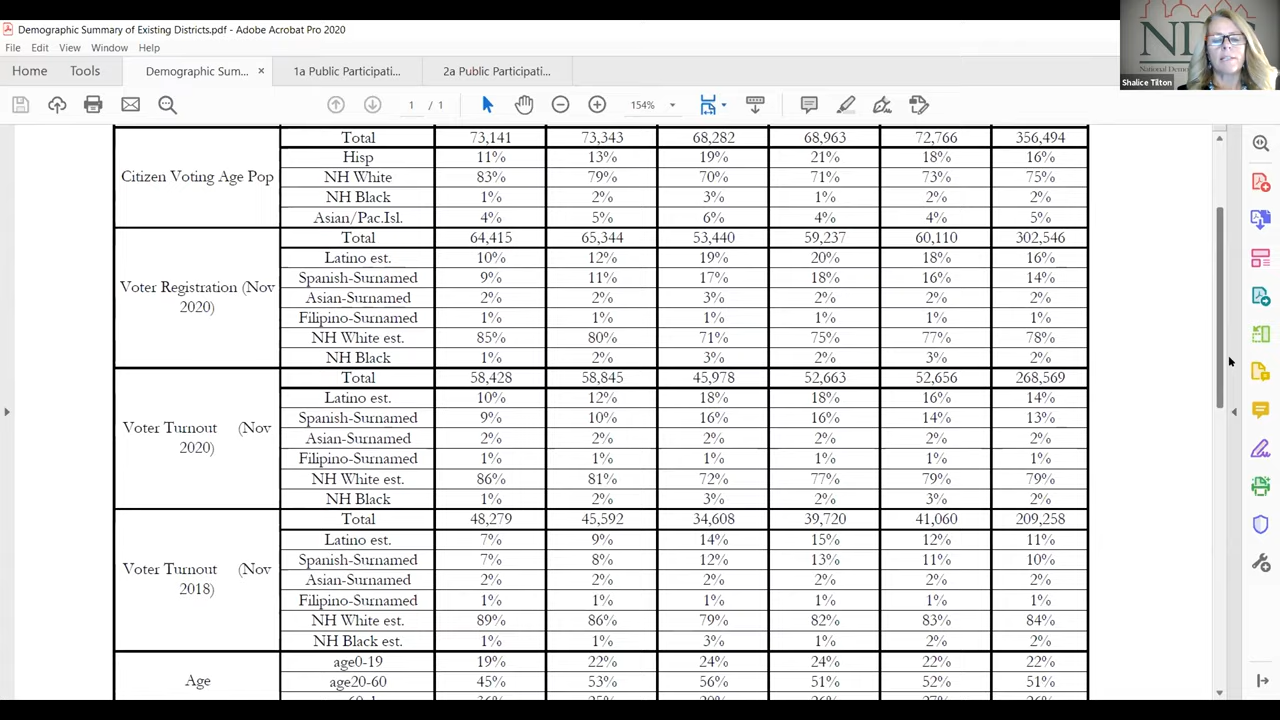 Demographic Summary of Existing Districts.pdf - Adobe Acrobat Pro 2020
File Edit View Window Help
Home Tools Demographic Sum... × 1a Public Participati... 1 Public Participati...
1 / 1 154%
Citizen Voting Age Pop
Total 73,141 73,343 68,282 68,963 72,766 356,494
Hisp 11% 13% 19% 21% 18% 16%
NH White 83% 79% 70% 71% 73% 75%
NH Black 1% 2% 3% 1% 2% 2%
Asian/Pac.Isl. 4% 5% 6% 4% 4% 5%
Voter Registration (Nov
2020)
Total 64,415 65,344 53,440 59,237 60,110 302,546
Latino est. 10% 12% 19% 20% 18% 16%
Spanish-Surnamed 9% 11% 17% 18% 16% 14%
Asian-Surnamed 2% 2% 3% 2% 2% 2%
Filipino-Surnamed 1% 1% 1% 1% 1% 1%
NH White est. 85% 80% 71% 75% 77% 78%
NH Black 1% 2% 3% 2% 3% 2%
Voter Turnout (Nov
2020)
Total 58,428 58,845 45,978 52,663 52,656 268,569
Latino est. 10% 12% 18% 18% 16% 14%
Spanish-Surnamed 9% 10% 16% 16% 14% 13%
Asian-Surnamed 2% 2% 2% 2% 2% 2%
Filipino-Surnamed 1% 1% 1% 1% 1% 1%
NH White est. 86% 81% 72% 77% 79% 79%
NH Black 1% 2% 3% 2% 3% 2%
Voter Turnout (Nov
2018)
Total 48,279 45,592 34,608 39,720 41,060 209,258
Latino est. 7% 9% 14% 15% 12% 11%
Spanish-Surnamed 7% 8% 12% 13% 11% 10%
Asian-Surnamed 2% 2% 2% 2% 2% 2%
Filipino-Surnamed 1% 1% 1% 1% 1% 1%
NH White est. 89% 86% 79% 82% 83% 84%
NH Black est. 1% 1% 3% 1% 2% 2%
Age
age0-19 19% 22% 24% 24% 22% 22%
age20-60 45% 53% 56% 51% 52% 51%
Shalice Tilton